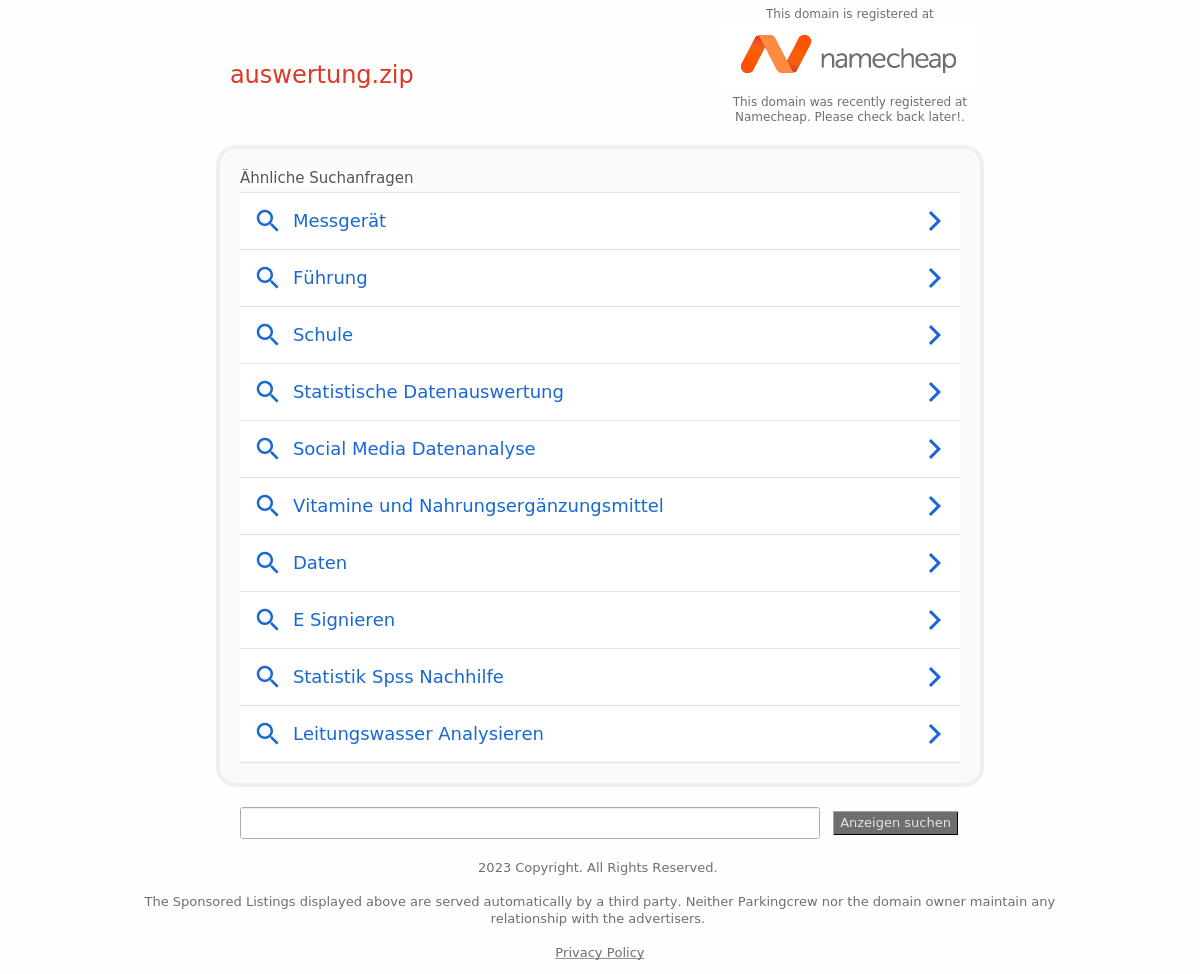 This domain is registered at
namecheap
auswertung.zip
This domain was recently registered at
Namecheap. Please check back later!.
Ähnliche Suchanfragen
Messgerät
Führung
Schule
Statistische Datenauswertung
Social Media Datenanalyse
Vitamine und Nahrungsergänzungsmittel
Daten
E Signieren
Statistik Spss Nachhilfe
Leitungswasser Analysieren
Anzeigen suchen
2023 Copyright. All Rights Reserved.
The Sponsored Listings displayed above are served automatically by a third party. Neither Parkingcrew nor the domain owner maintain any
relationship with the advertisers.
Privacy Policy